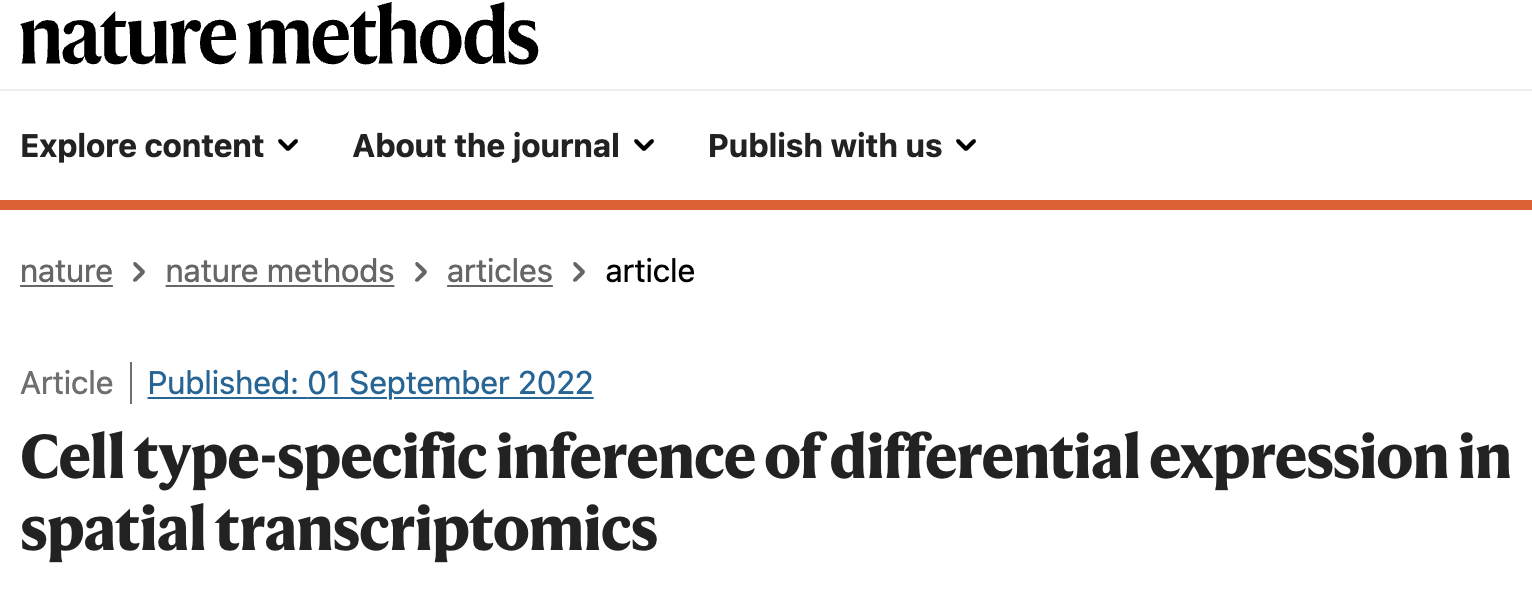 nature methods
Explore content About the journal Publish with us
nature > nature methods > articles > article
Article | Published: 01 September 2022
Cell type-specific inference of differential expression in
spatial transcriptomics